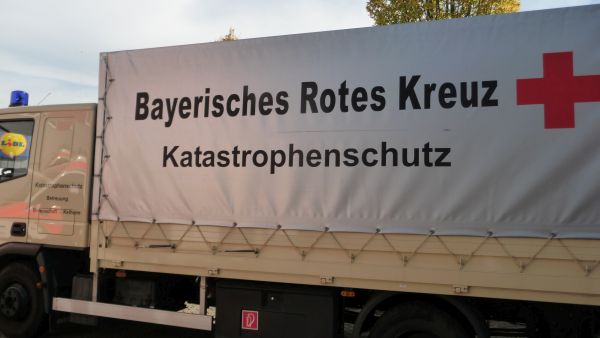 Bayerisches Rotes Kreuz
Katastrophenschutz
LIDL
Katastrophenschutz
Betreuung